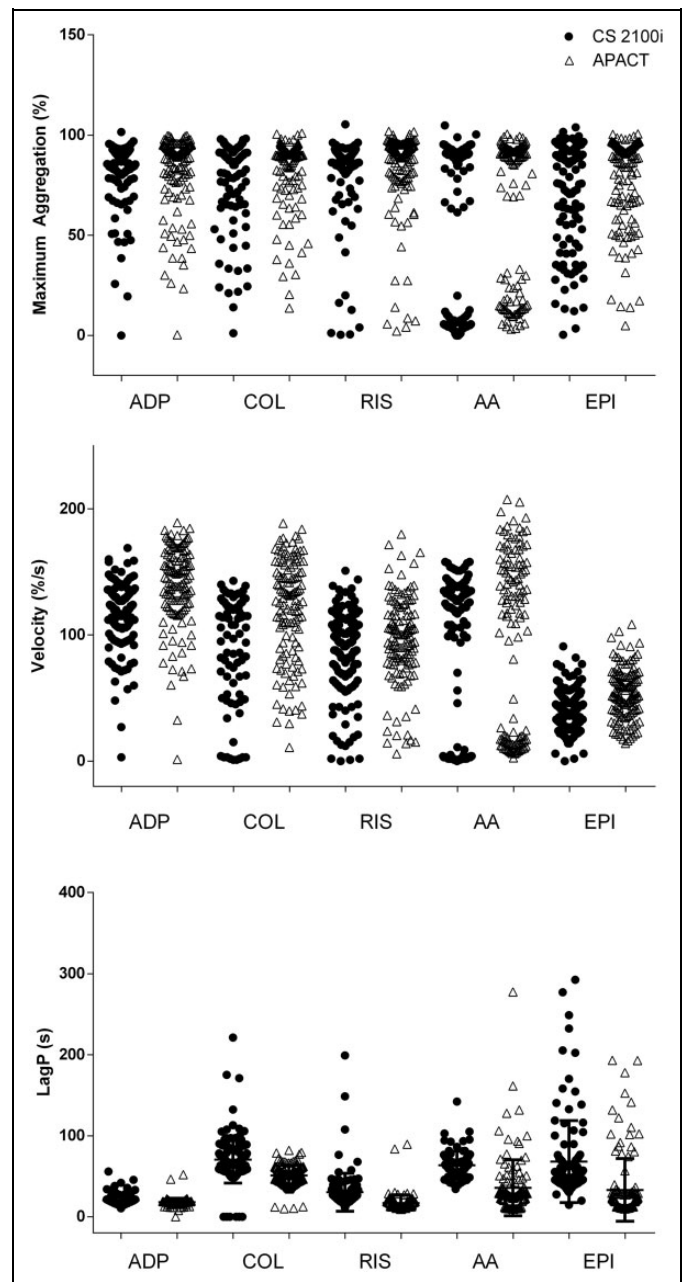 ● CS 2100i
△ APACT
Maximum Aggregation (%)
150
100
50
0
ADP COL RIS AA EPI
Velocity (%/s)
200
100
0
ADP COL RIS AA EPI
LagP (s)
400
300
200
100
0
ADP COL RIS AA EPI